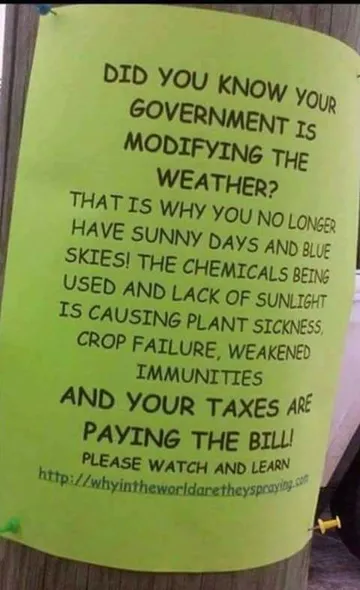 DID YOU KNOW YOUR
GOVERNMENT IS
MODIFYING THE
WEATHER?
THAT IS WHY YOU NO LONGER
HAVE SUNNY DAYS AND BLUE
SKIES! THE CHEMICALS BEING
USED AND LACK OF SUNLIGHT
IS CAUSING PLANT SICKNESS,
CROP FAILURE, WEAKENED
IMMUNITIES
AND YOUR TAXES ARE
PAYING THE BILL!
PLEASE WATCH AND LEARN
http://whyintheworldaretheyspraying.com